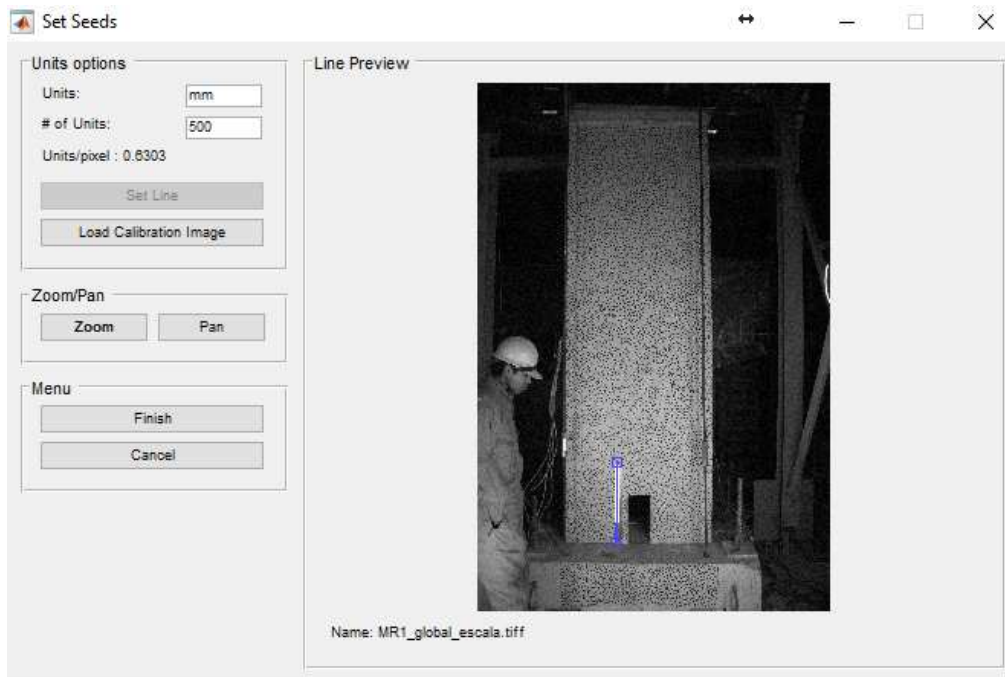 Set Seeds
Units options
Units:
mm
# of Units:
500
Units/pixel : 0.6303
Set Line
Load Calibration Image
Zoom/Pan
Zoom
Pan
Menu
Finish
Cancel
Line Preview
Name: MR1_global_escala.tiff